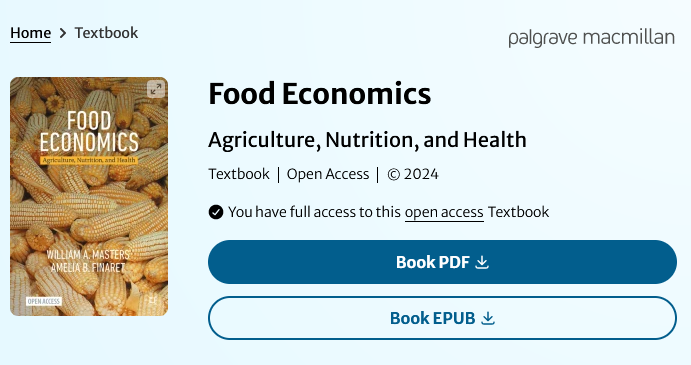 Home > Textbook
palgrave macmillan
FOOD
ECONOMICS
Agriculture, Nutrition, and Health
WILLIAM A. MASTERS
AMELIA B. FINARET
OPEN ACCESS
Food Economics
Agriculture, Nutrition, and Health
Textbook | Open Access | © 2024
You have full access to this open access Textbook
Book PDF
Book EPUB